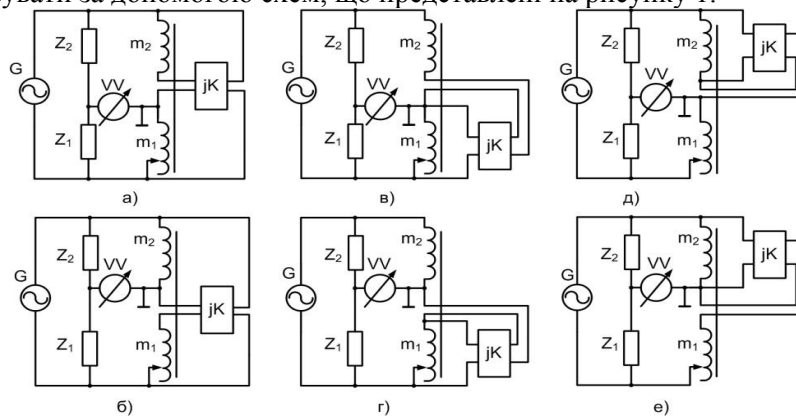 за допомогою схем, що представлені на рисунку 1.
G Z2 m2 VV jK Z1 m1
а)
G Z2 m2 VV jK Z1 m1
в)
G Z2 m2 VV jK Z1 m1
д)
G Z2 m2 VV jK Z1 m1
б)
G Z2 m2 VV jK Z1 m1
г)
G Z2 m2 VV jK Z1 m1
е)